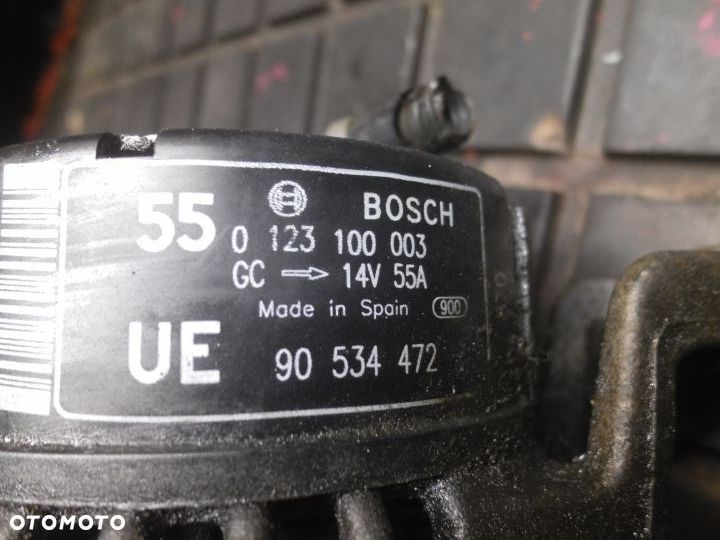 55 BOSCH
0 123 100 003
GC → 14V 55A
Made in Spain 900
UE 90 534 472
OTOMOTO